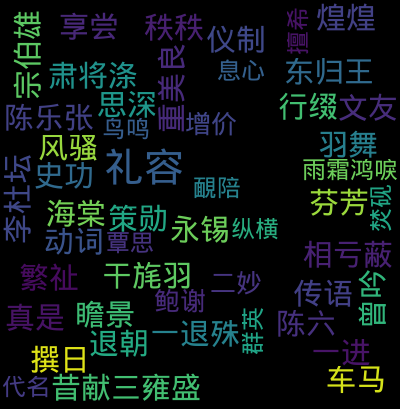 宗伯雄
享尝
秩秩
仪制
擅希
煌煌
重美良
息心
东归王
肃将涤
思深
行缀
文友
陈乐张
鸟鸣
增价
风骚
礼容
羽舞
史功
雨霜鸿唳
李杜坛
觑陪
芬芳
焚砚
海棠
策勋
永锡
纵横
动词
覃思
相亏蔽
繁祉
干旄羽
二妙
传语
曾吟
鲍谢
真是
瞻景
陈六
退朝
一退殊
群英
撰日
一进
代名
昔献三雍盛
车马